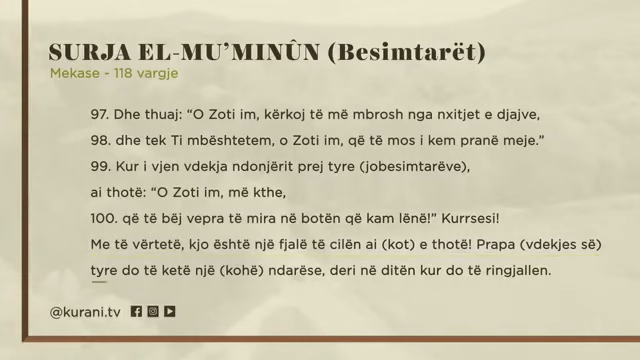 SURJA EL-MU’MINÛN (Besimtarët)
Mekase - 118 vargje
97. Dhe thuaj: “O Zoti im, kërkoj të më mbrosh nga nxitjet e djajve,
98. dhe tek Ti mbështetem, o Zoti im, që të mos i kem pranë meje.”
99. Kur i vjen vdekja ndonjërit prej tyre (jobesimtarëve),
ai thotë: “O Zoti im, më kthe,
100. që të bëj vepra të mira në botën që kam lënë!” Kurrsesi!
Me të vërtetë, kjo është një fjalë të cilën ai (kot) e thotë! Prapa (vdekjes së)
tyre do të ketë një (kohë) ndarëse, deri në ditën kur do të ringjallen.
@kurani.tv